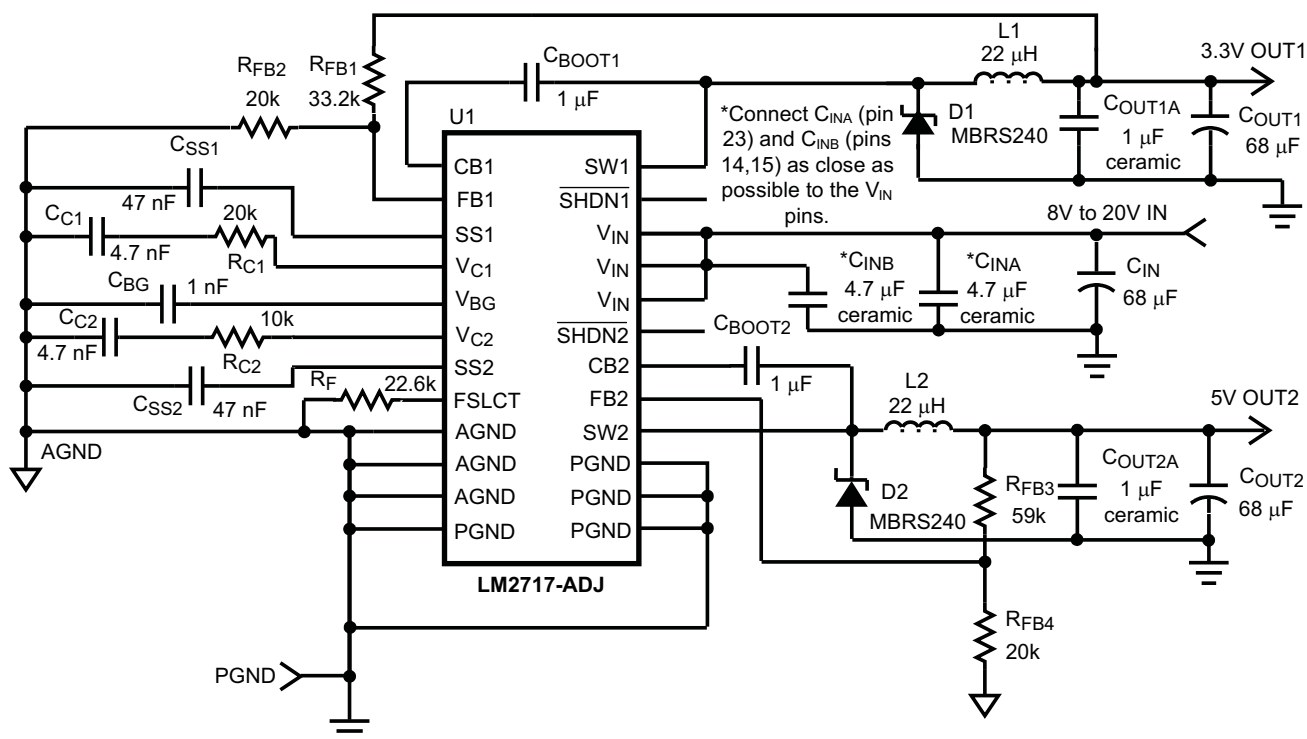 L1
22 μH
3.3V OUT1
CBOOT1
1 μF
RFB2
20k
RFB1
33.2k
U1
*Connect CINA (pin
23) and CINB (pins
14,15) as close as
possible to the VIN
pins.
D1
MBRS240
COUT1A
1 μF
ceramic
COUT1
68 μF
CSS1
47 nF
CC1
4.7 nF
20k
RC1
CBG
1 nF
CC2
4.7 nF
10k
RC2
CSS2
47 nF
RF
22.6k
AGND
CB1
FB1
SS1
VC1
VBG
VC2
SS2
FSLCT
AGND
AGND
AGND
PGND
SW1
SHDN1
VIN
VIN
VIN
SHDN2
CB2
FB2
SW2
PGND
PGND
PGND
LM2717-ADJ
8V to 20V IN
*CINB
4.7 μF
ceramic
*CINA
4.7 μF
ceramic
CIN
68 μF
CBOOT2
1 μF
L2
22 μH
5V OUT2
D2
MBRS240
RFB3
59k
COUT2A
1 μF
ceramic
COUT2
68 μF
RFB4
20k
PGND